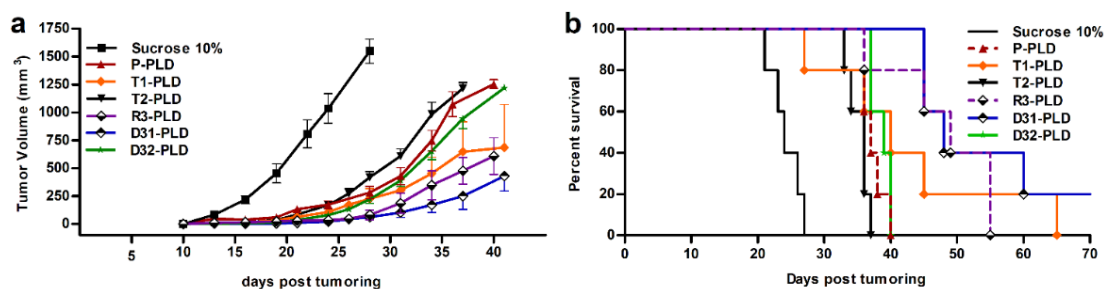 a
Tumor Volume (mm3)
1750
1500
1250
1000
750
500
250
0
Sucrose 10%
P-PLD
T1-PLD
T2-PLD
R3-PLD
D31-PLD
D32-PLD
5 10 15 20 25 30 35 40
days post tumoring
b
Percent survival
100
80
60
40
20
0
Sucrose 10%
P-PLD
T1-PLD
T2-PLD
R3-PLD
D31-PLD
D32-PLD
0 10 20 30 40 50 60 70
Days post tumoring